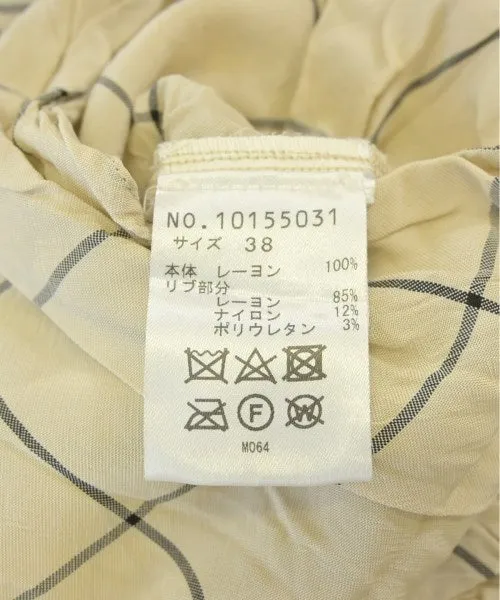 NO.10155031
サイズ 38
本体 レーヨン 100%
リブ部分
レーヨン 85%
ナイロン 12%
ポリウレタン 3%
F W
M064